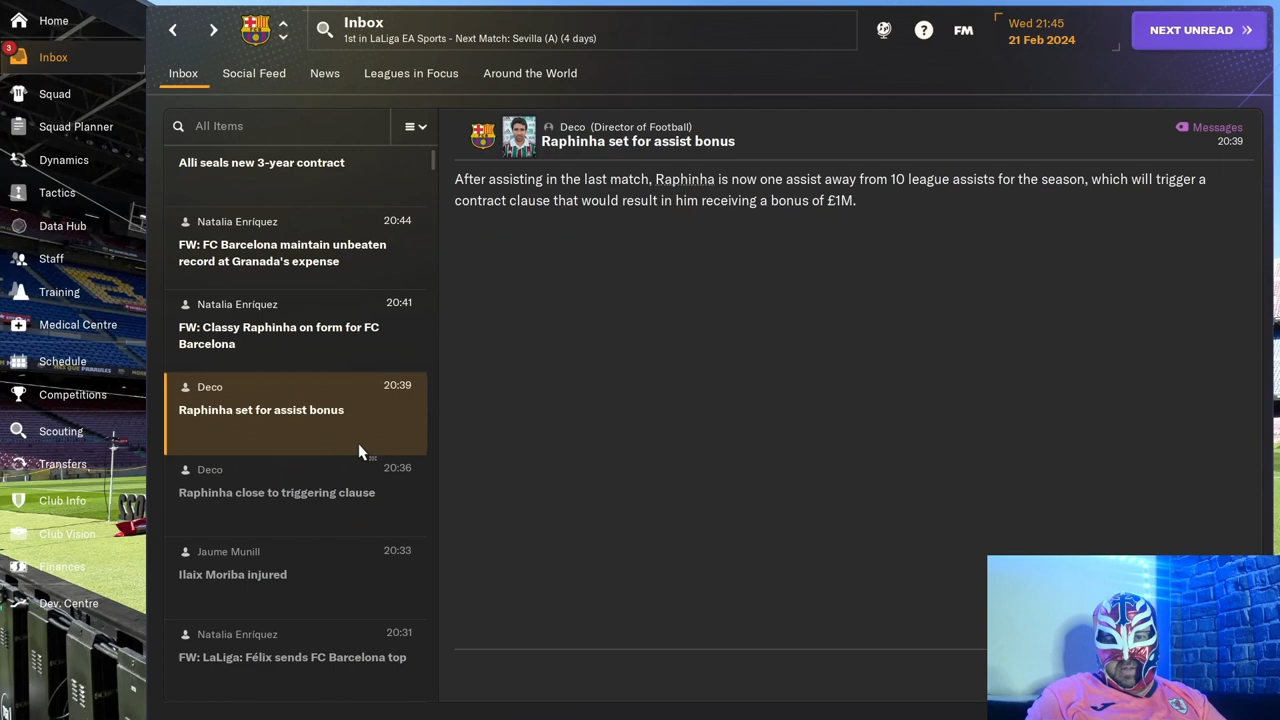 Home
3
Inbox
Squad
Squad Planner
Dynamics
Tactics
Data Hub
Staff
Training
Medical Centre
Schedule
Competitions
Scouting
Transfers
Club Info
Club Vision
Finances
Dev. Centre
Inbox
1st in LaLiga EA Sports - Next Match: Sevilla (A) (4 days)
?
FM
Wed 21:45
21 Feb 2024
NEXT UNREAD
Inbox
Social Feed
News
Leagues in Focus
Around the World
All Items
Alli seals new 3-year contract
Natalia Enríquez 20:44
FW: FC Barcelona maintain unbeaten
record at Granada's expense
Natalia Enríquez 20:41
FW: Classy Raphinha on form for FC
Barcelona
Deco 20:39
Raphinha set for assist bonus
Deco 20:36
Raphinha close to triggering clause
Jaume Munill 20:33
Ilaix Moriba injured
Natalia Enríquez 20:31
FW: LaLiga: Félix sends FC Barcelona top
Deco (Director of Football)
Raphinha set for assist bonus
Messages
20:39
After assisting in the last match, Raphinha is now one assist away from 10 league assists for the season, which will trigger a
contract clause that would result in him receiving a bonus of £1M.